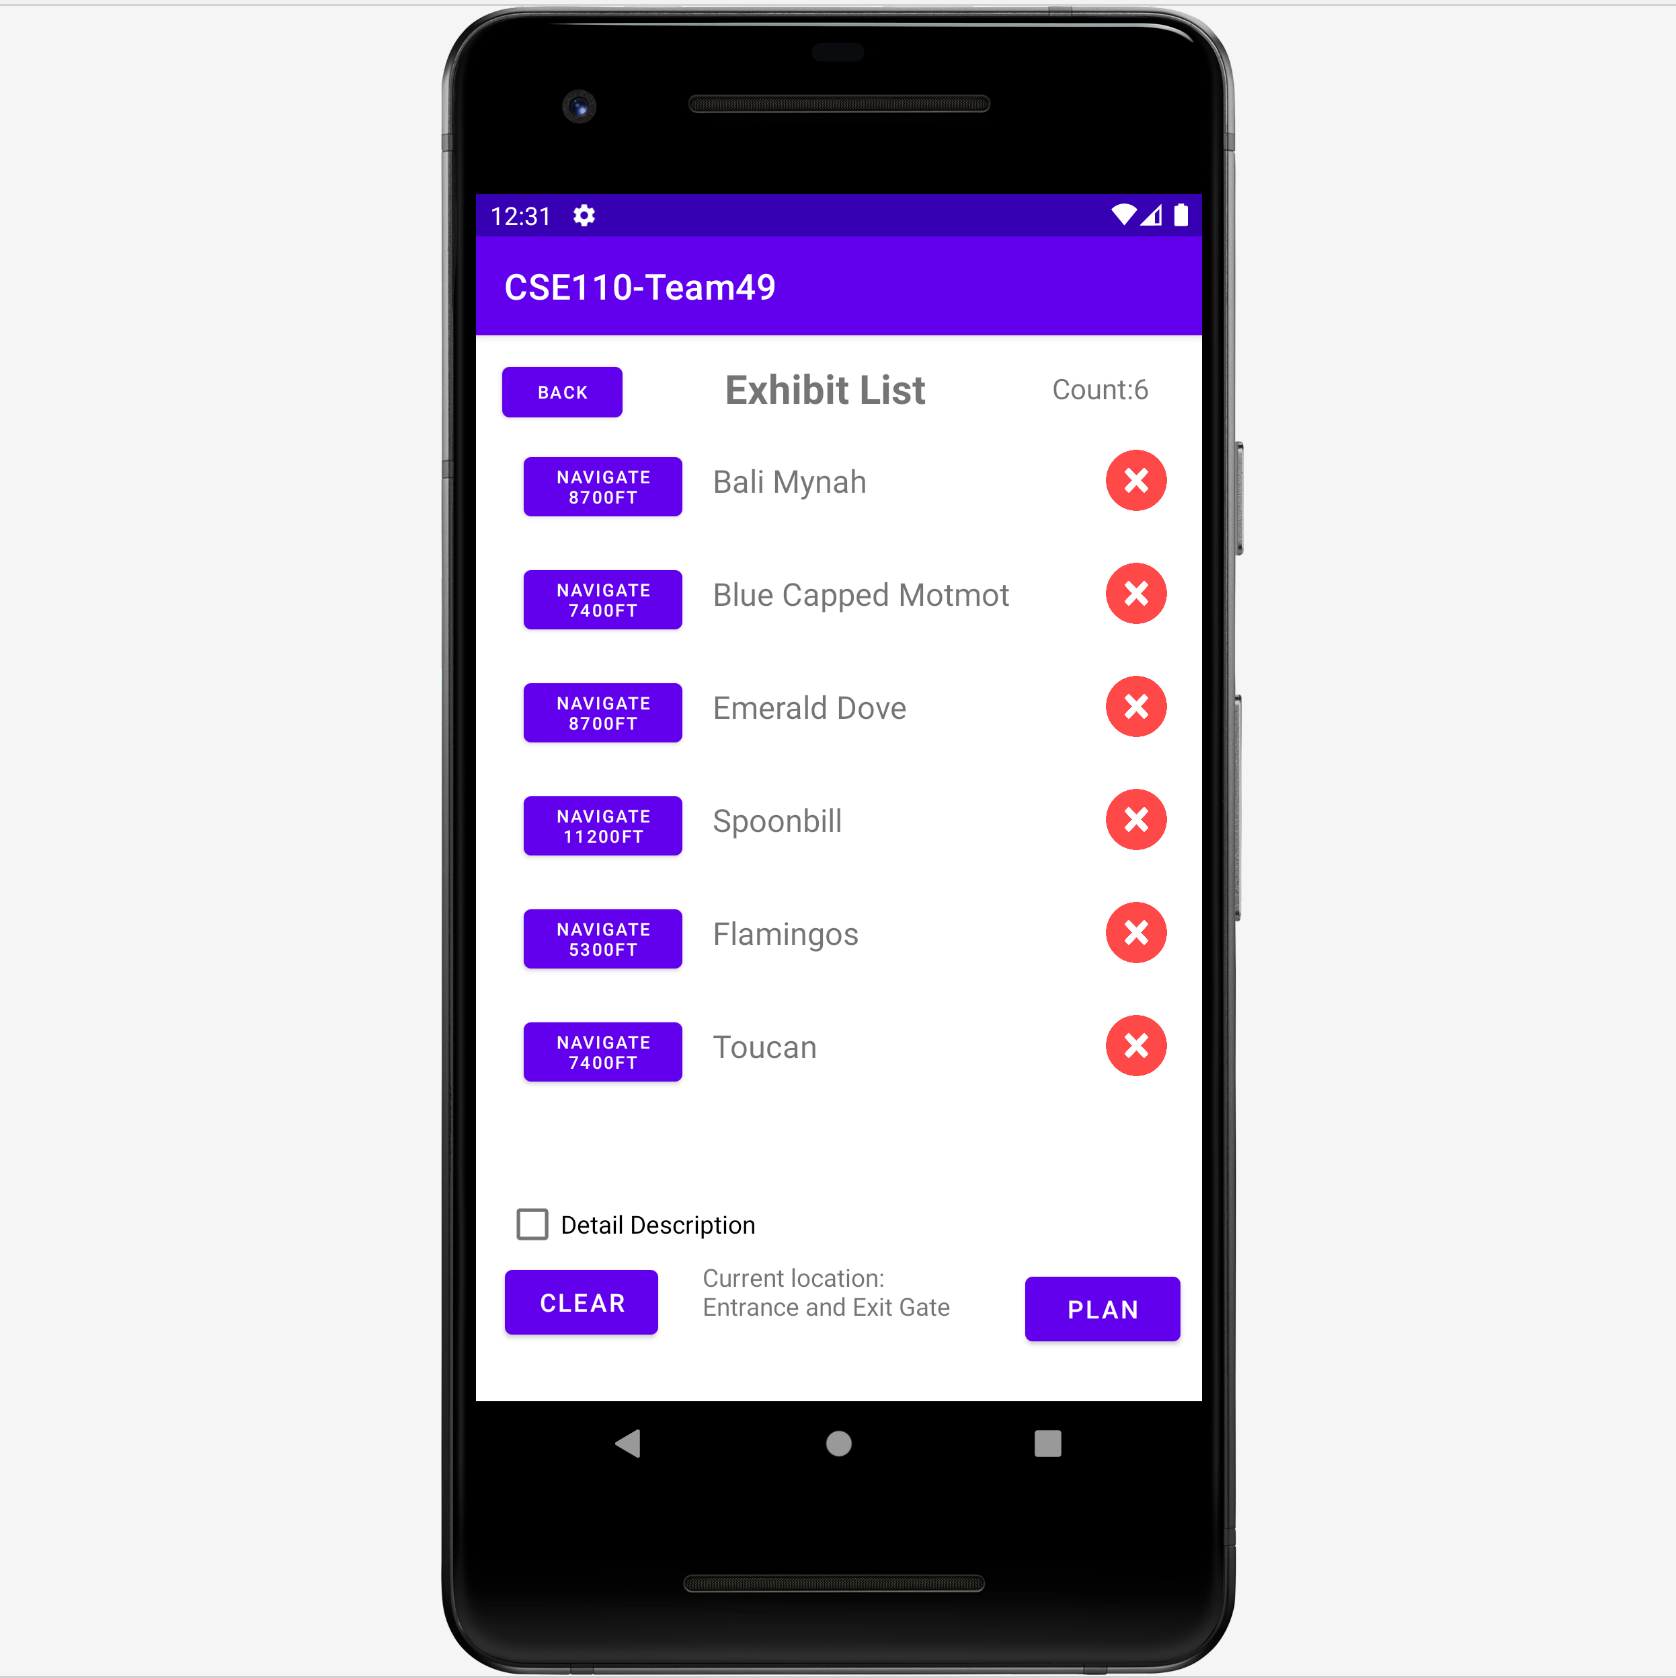 12:31
CSE110-Team49
BACK
Exhibit List
Count:6
NAVIGATE
8700FT
Bali Mynah
NAVIGATE
7400FT
Blue Capped Motmot
NAVIGATE
8700FT
Emerald Dove
NAVIGATE
11200FT
Spoonbill
NAVIGATE
5300FT
Flamingos
NAVIGATE
7400FT
Toucan
Detail Description
CLEAR
Current location:
Entrance and Exit Gate
PLAN